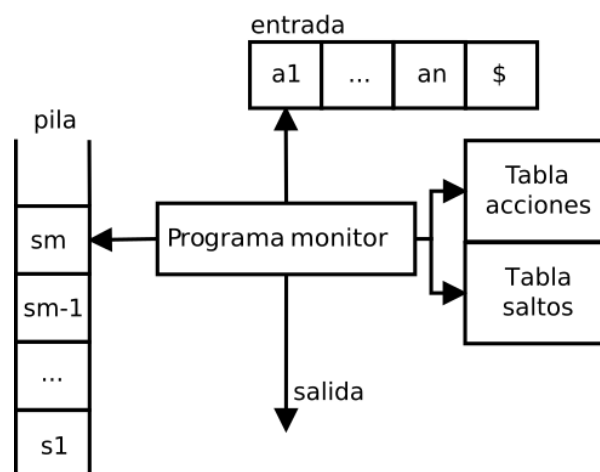 entrada
a1
...
an
$
pila
sm
sm-1
...
s1
Programa monitor
Tabla
acciones
Tabla
saltos
salida